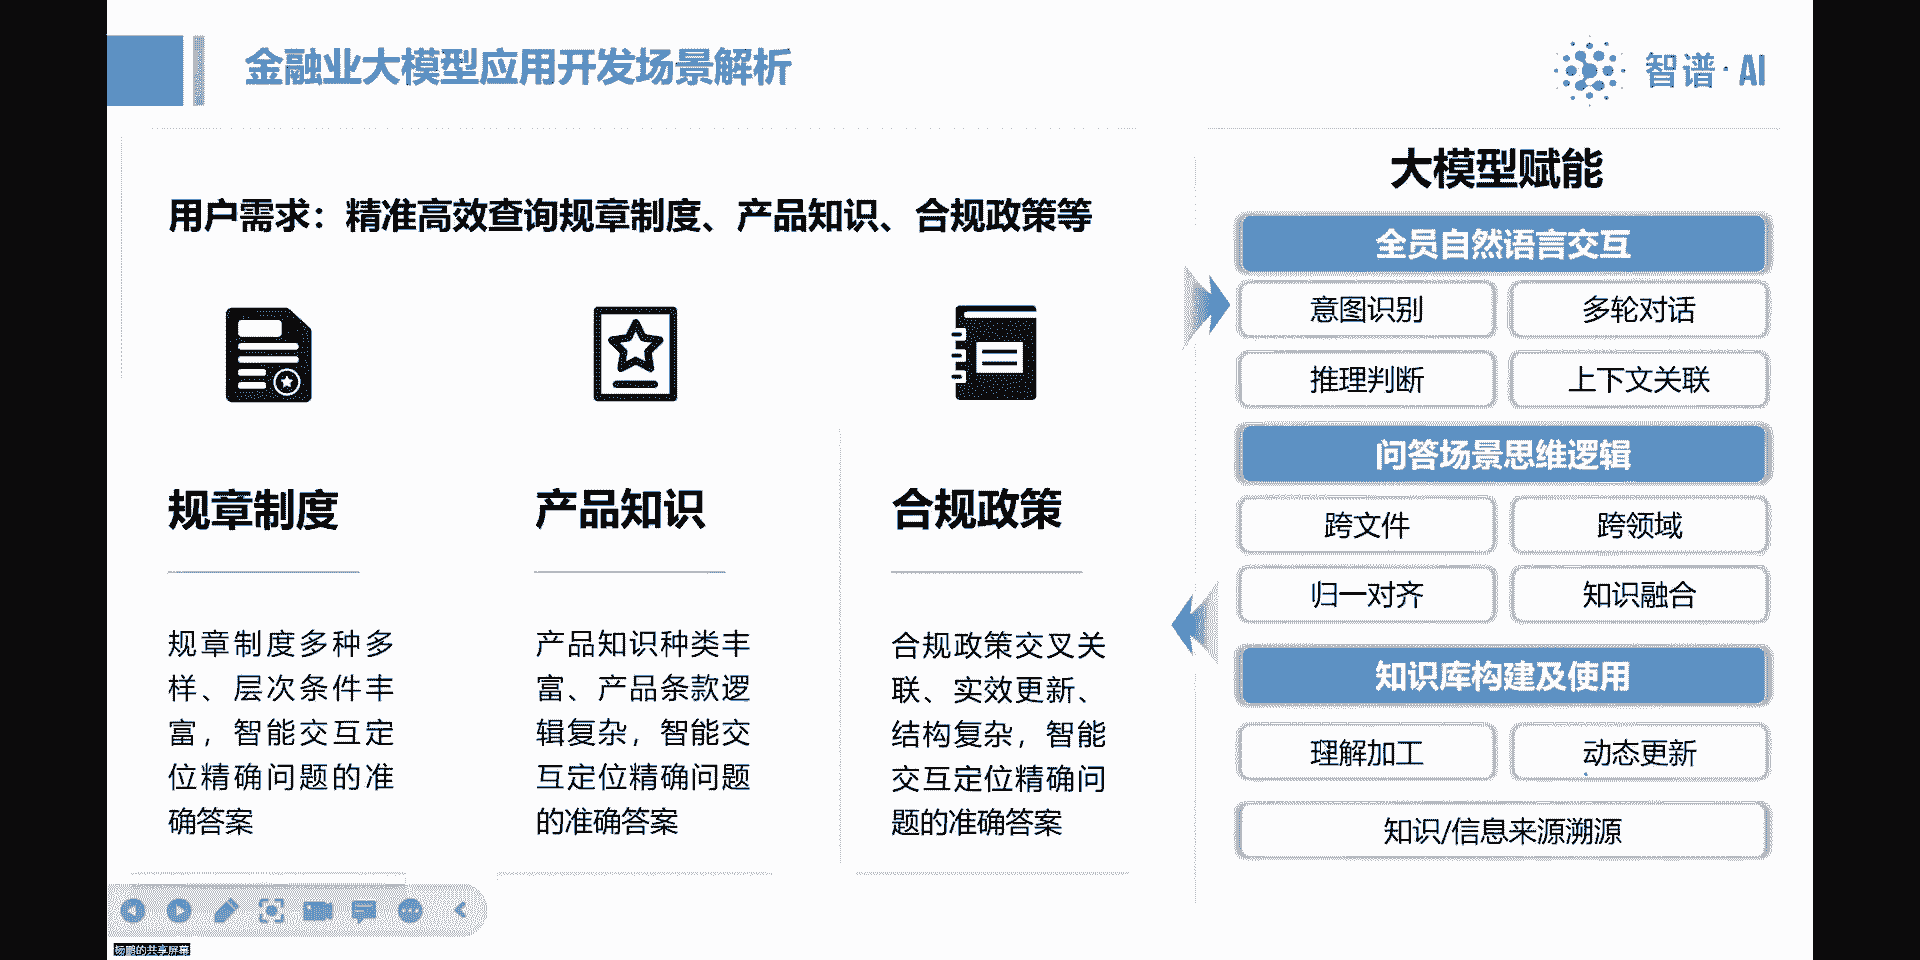 金融业大模型应用开发场景解析
智谱·AI
用户需求：精准高效查询规章制度、产品知识、合规政策等
规章制度
规章制度多种多
样、层次条件丰
富，智能交互定
位精确问题的准
确答案
产品知识
产品知识种类丰
富、产品条款逻
辑复杂，智能交
互定位精确问题
的准确答案
合规政策
合规政策交叉关
联、实效更新、
结构复杂，智能
交互定位精确问
题的准确答案
大模型赋能
全员自然语言交互
意图识别
多轮对话
推理判断
上下文关联
问答场景思维逻辑
跨文件
跨领域
归一对齐
知识融合
知识库构建及使用
理解加工
动态更新
知识/信息来源溯源
杨鹏的共享屏幕